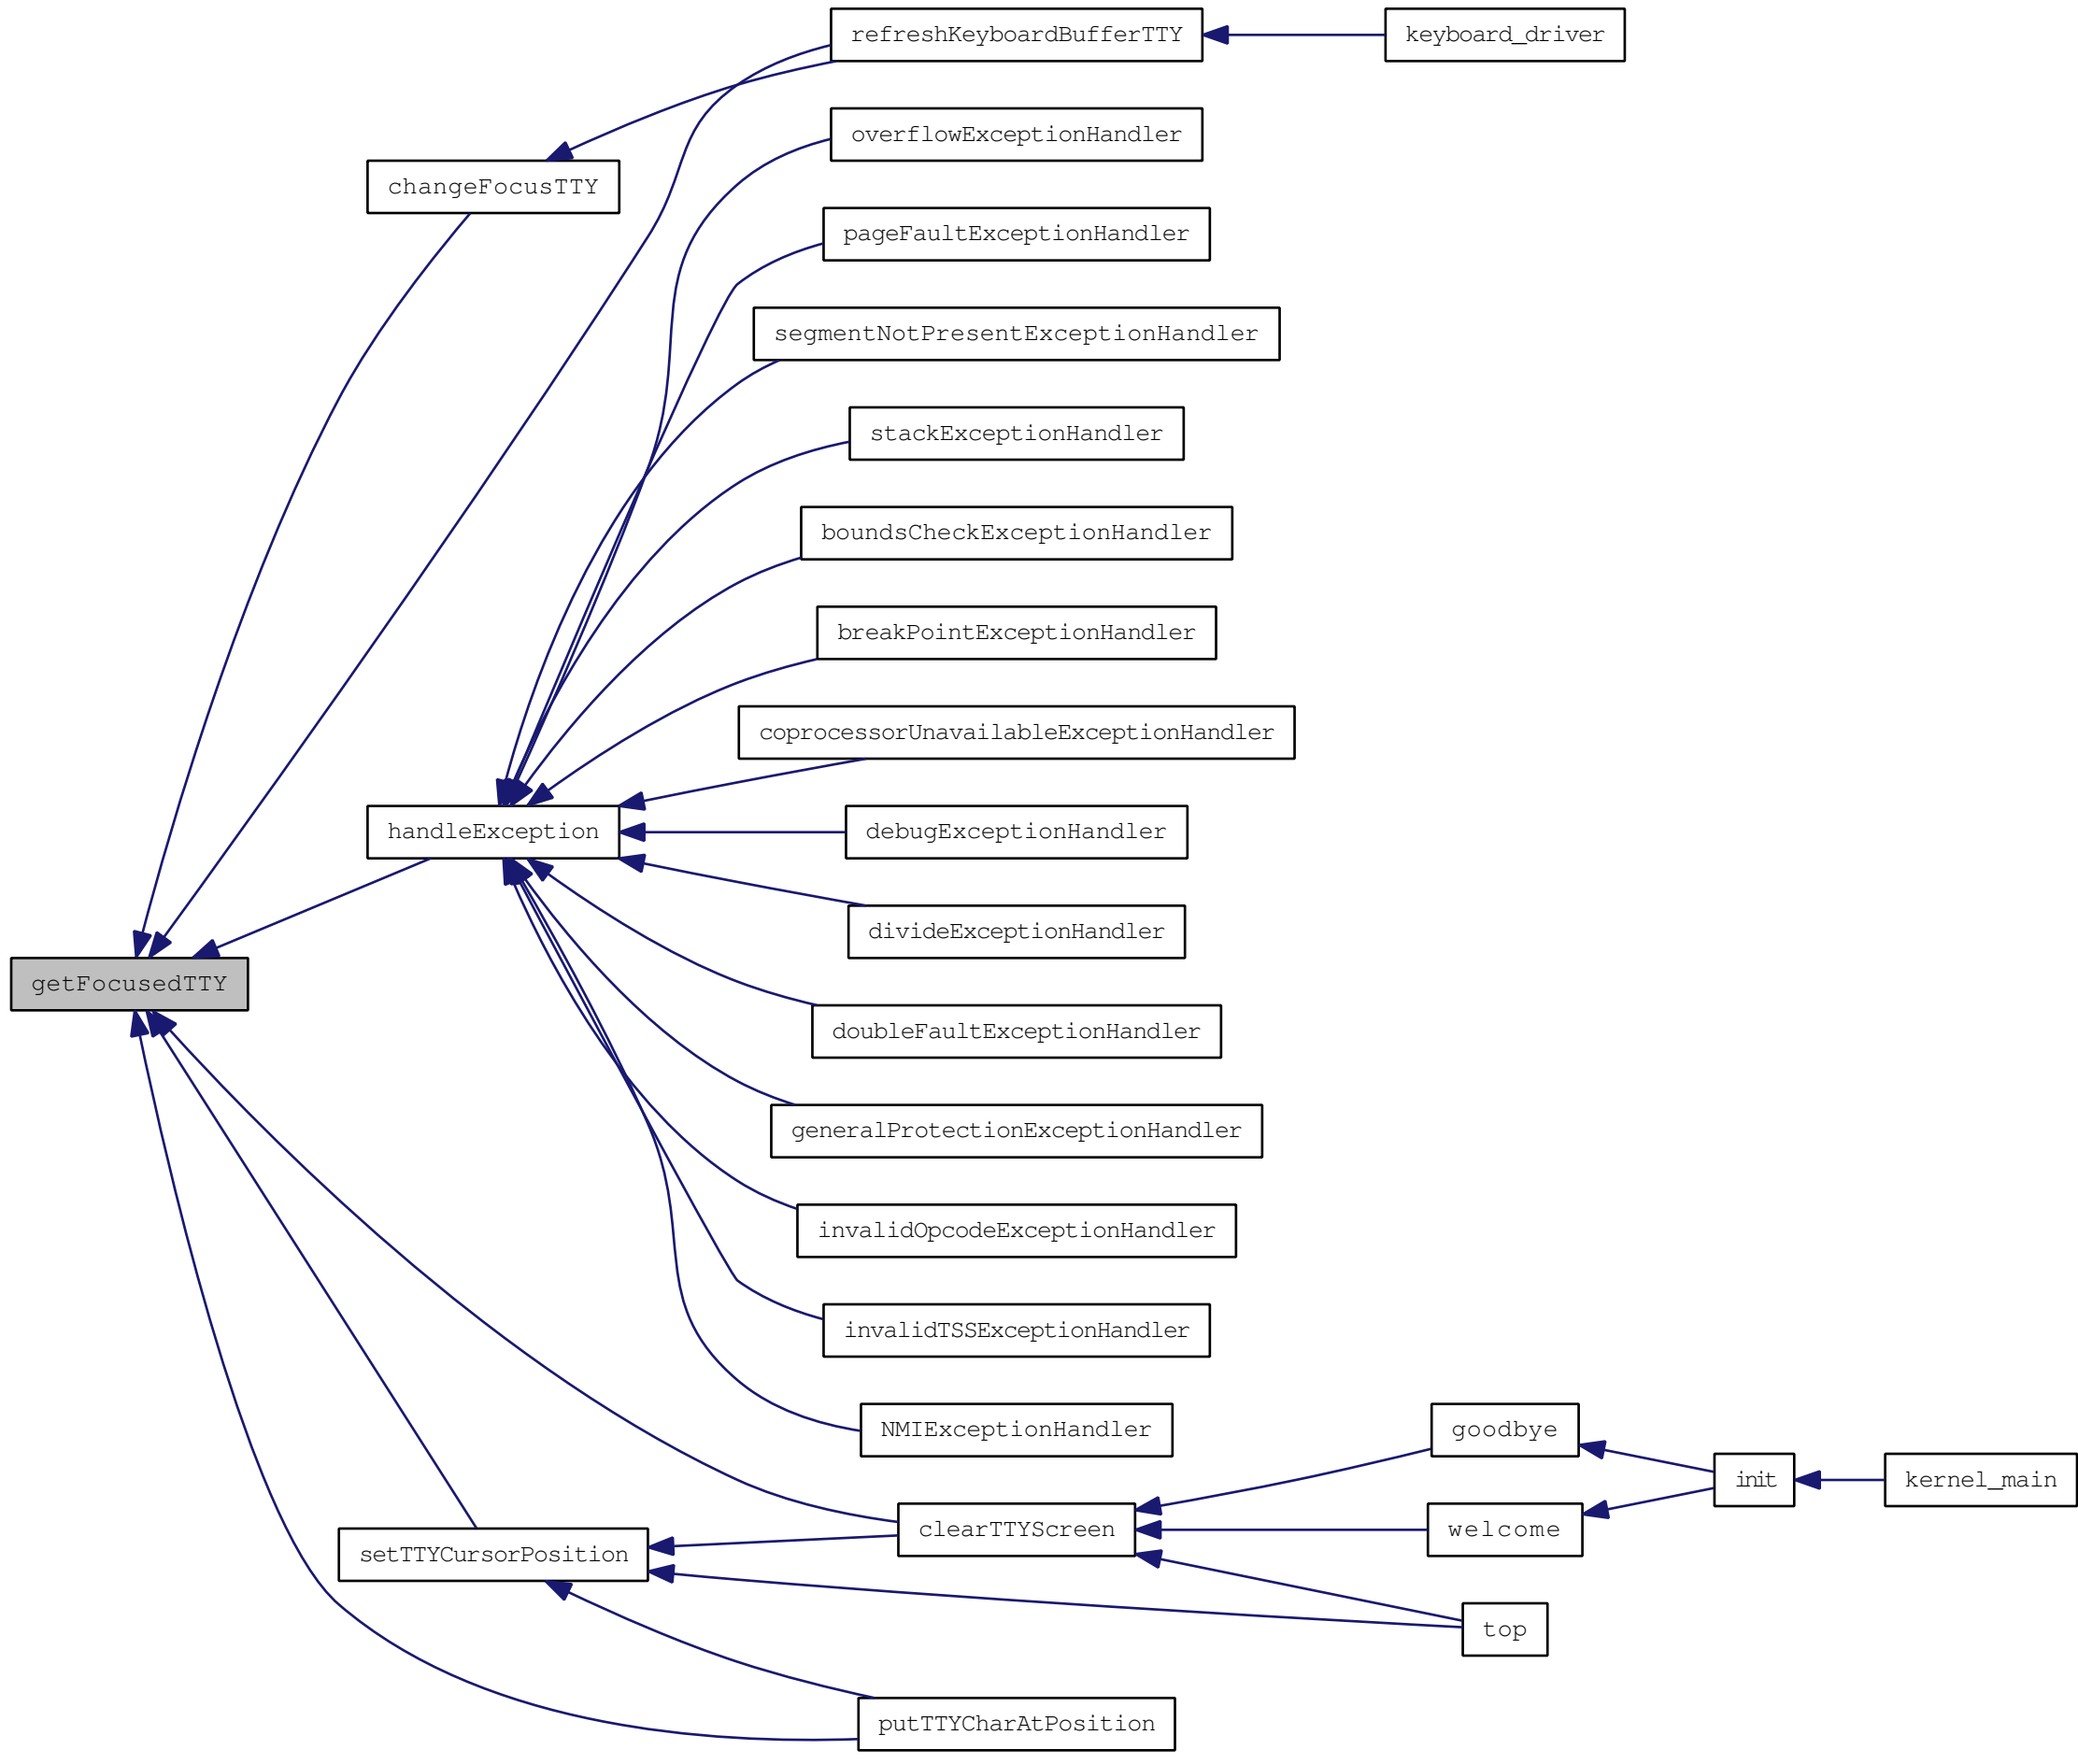 refreshKeyboardBufferTTY
keyboard_driver
overflowExceptionHandler
changeFocusTTY
pageFaultExceptionHandler
segmentNotPresentExceptionHandler
stackExceptionHandler
boundsCheckExceptionHandler
breakPointExceptionHandler
coprocessorUnavailableExceptionHandler
handleException
debugExceptionHandler
divideExceptionHandler
getFocusedTTY
doubleFaultExceptionHandler
generalProtectionExceptionHandler
invalidOpcodeExceptionHandler
invalidTSSExceptionHandler
NMIExceptionHandler
goodbye
init
kernel_main
clearTTYScreen
welcome
setTTYCursorPosition
top
putTTYCharAtPosition